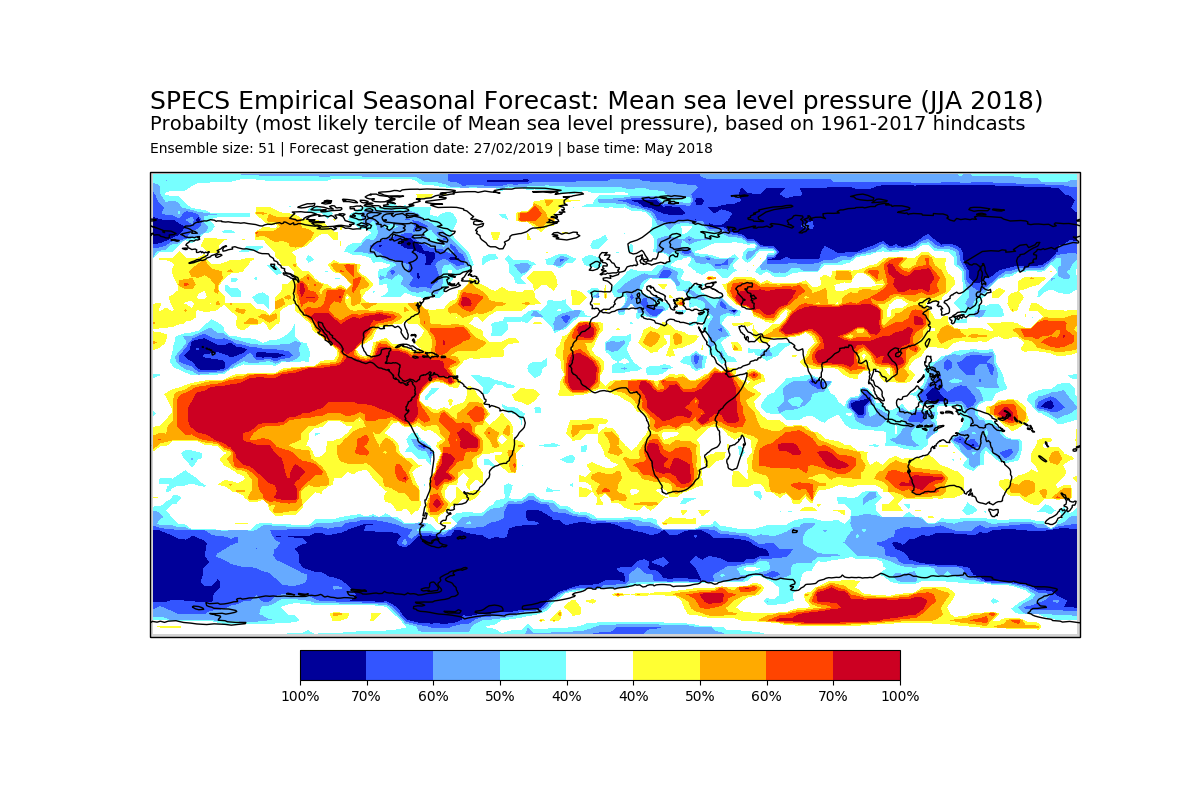 SPECS Empirical Seasonal Forecast: Mean sea level pressure (JJA 2018)
Probabilty (most likely tercile of Mean sea level pressure), based on 1961-2017 hindcasts
Ensemble size: 51 | Forecast generation date: 27/02/2019 | base time: May 2018
100% 70% 60% 50% 40% 40% 50% 60% 70% 100%